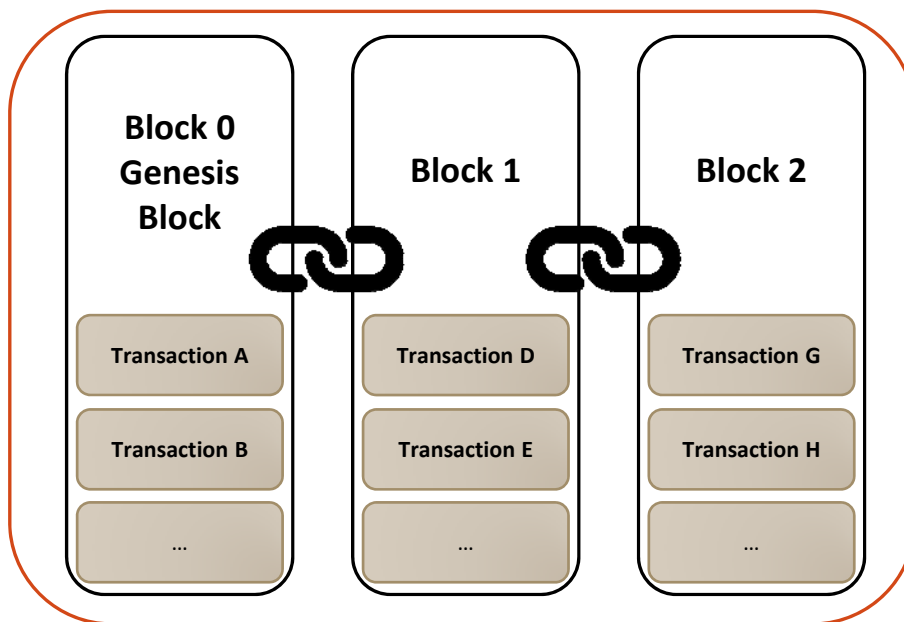 Block 0
Genesis
Block
Transaction A
Transaction B
...
Block 1
Transaction D
Transaction E
...
Block 2
Transaction G
Transaction H
...